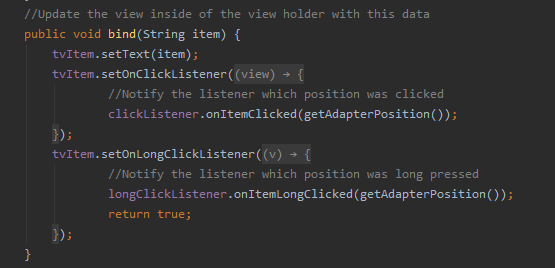 //Update the view inside of the view holder with this data
public void bind(String item) {
    tvItem.setText(item);
    tvItem.setOnClickListener((view) → {
            //Notify the listener which position was clicked
            clickListener.onItemClicked(getAdapterPosition());
    });
    tvItem.setOnLongClickListener((v) → {
            //Notify the listener which position was long pressed
            longClickListener.onItemLongClicked(getAdapterPosition());
            return true;
    });
}